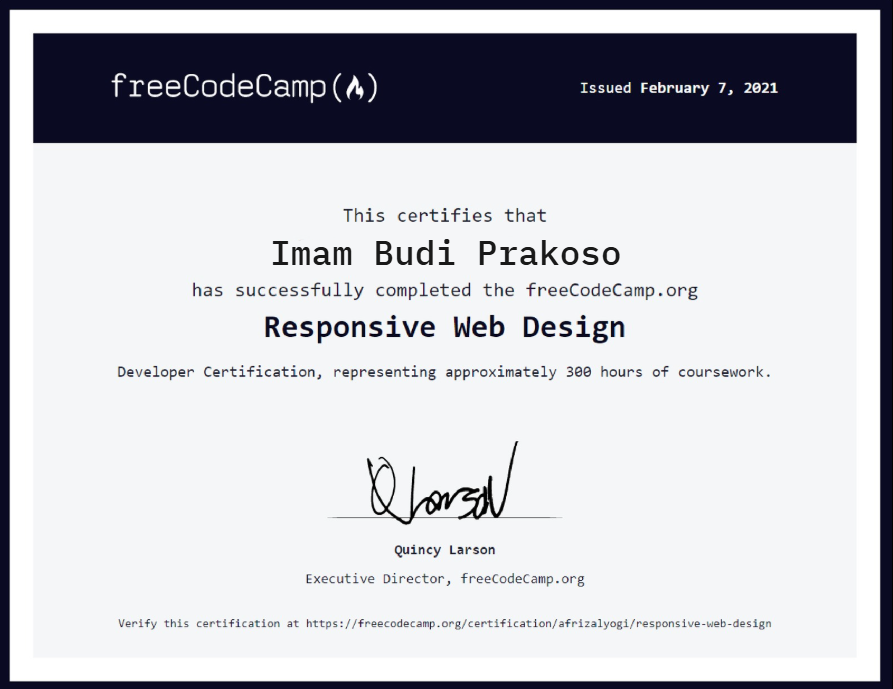 freeCodeCamp
Issued February 7, 2021
This certifies that
Imam Budi Prakoso
has successfully completed the freeCodeCamp.org
Responsive Web Design
Developer Certification, representing approximately 300 hours of coursework.
Q Larson
Quincy Larson
Executive Director, freeCodeCamp.org
Verify this certification at https://freecodecamp.org/certification/afrizalyogi/responsive-web-design